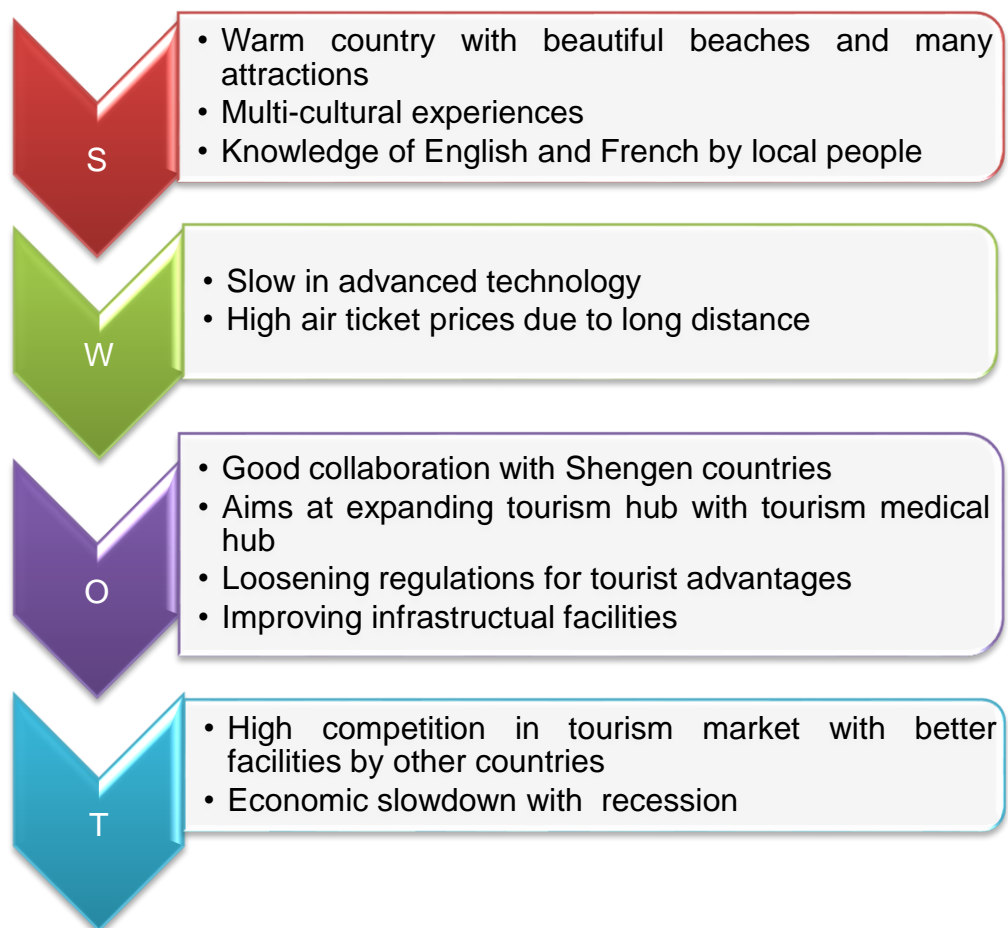 S
• Warm country with beautiful beaches and many
attractions
• Multi-cultural experiences
• Knowledge of English and French by local people
W
• Slow in advanced technology
• High air ticket prices due to long distance
O
• Good collaboration with Shengen countries
• Aims at expanding tourism hub with tourism medical
hub
• Loosening regulations for tourist advantages
• Improving infrastructual facilities
T
• High competition in tourism market with better
facilities by other countries
• Economic slowdown with recession